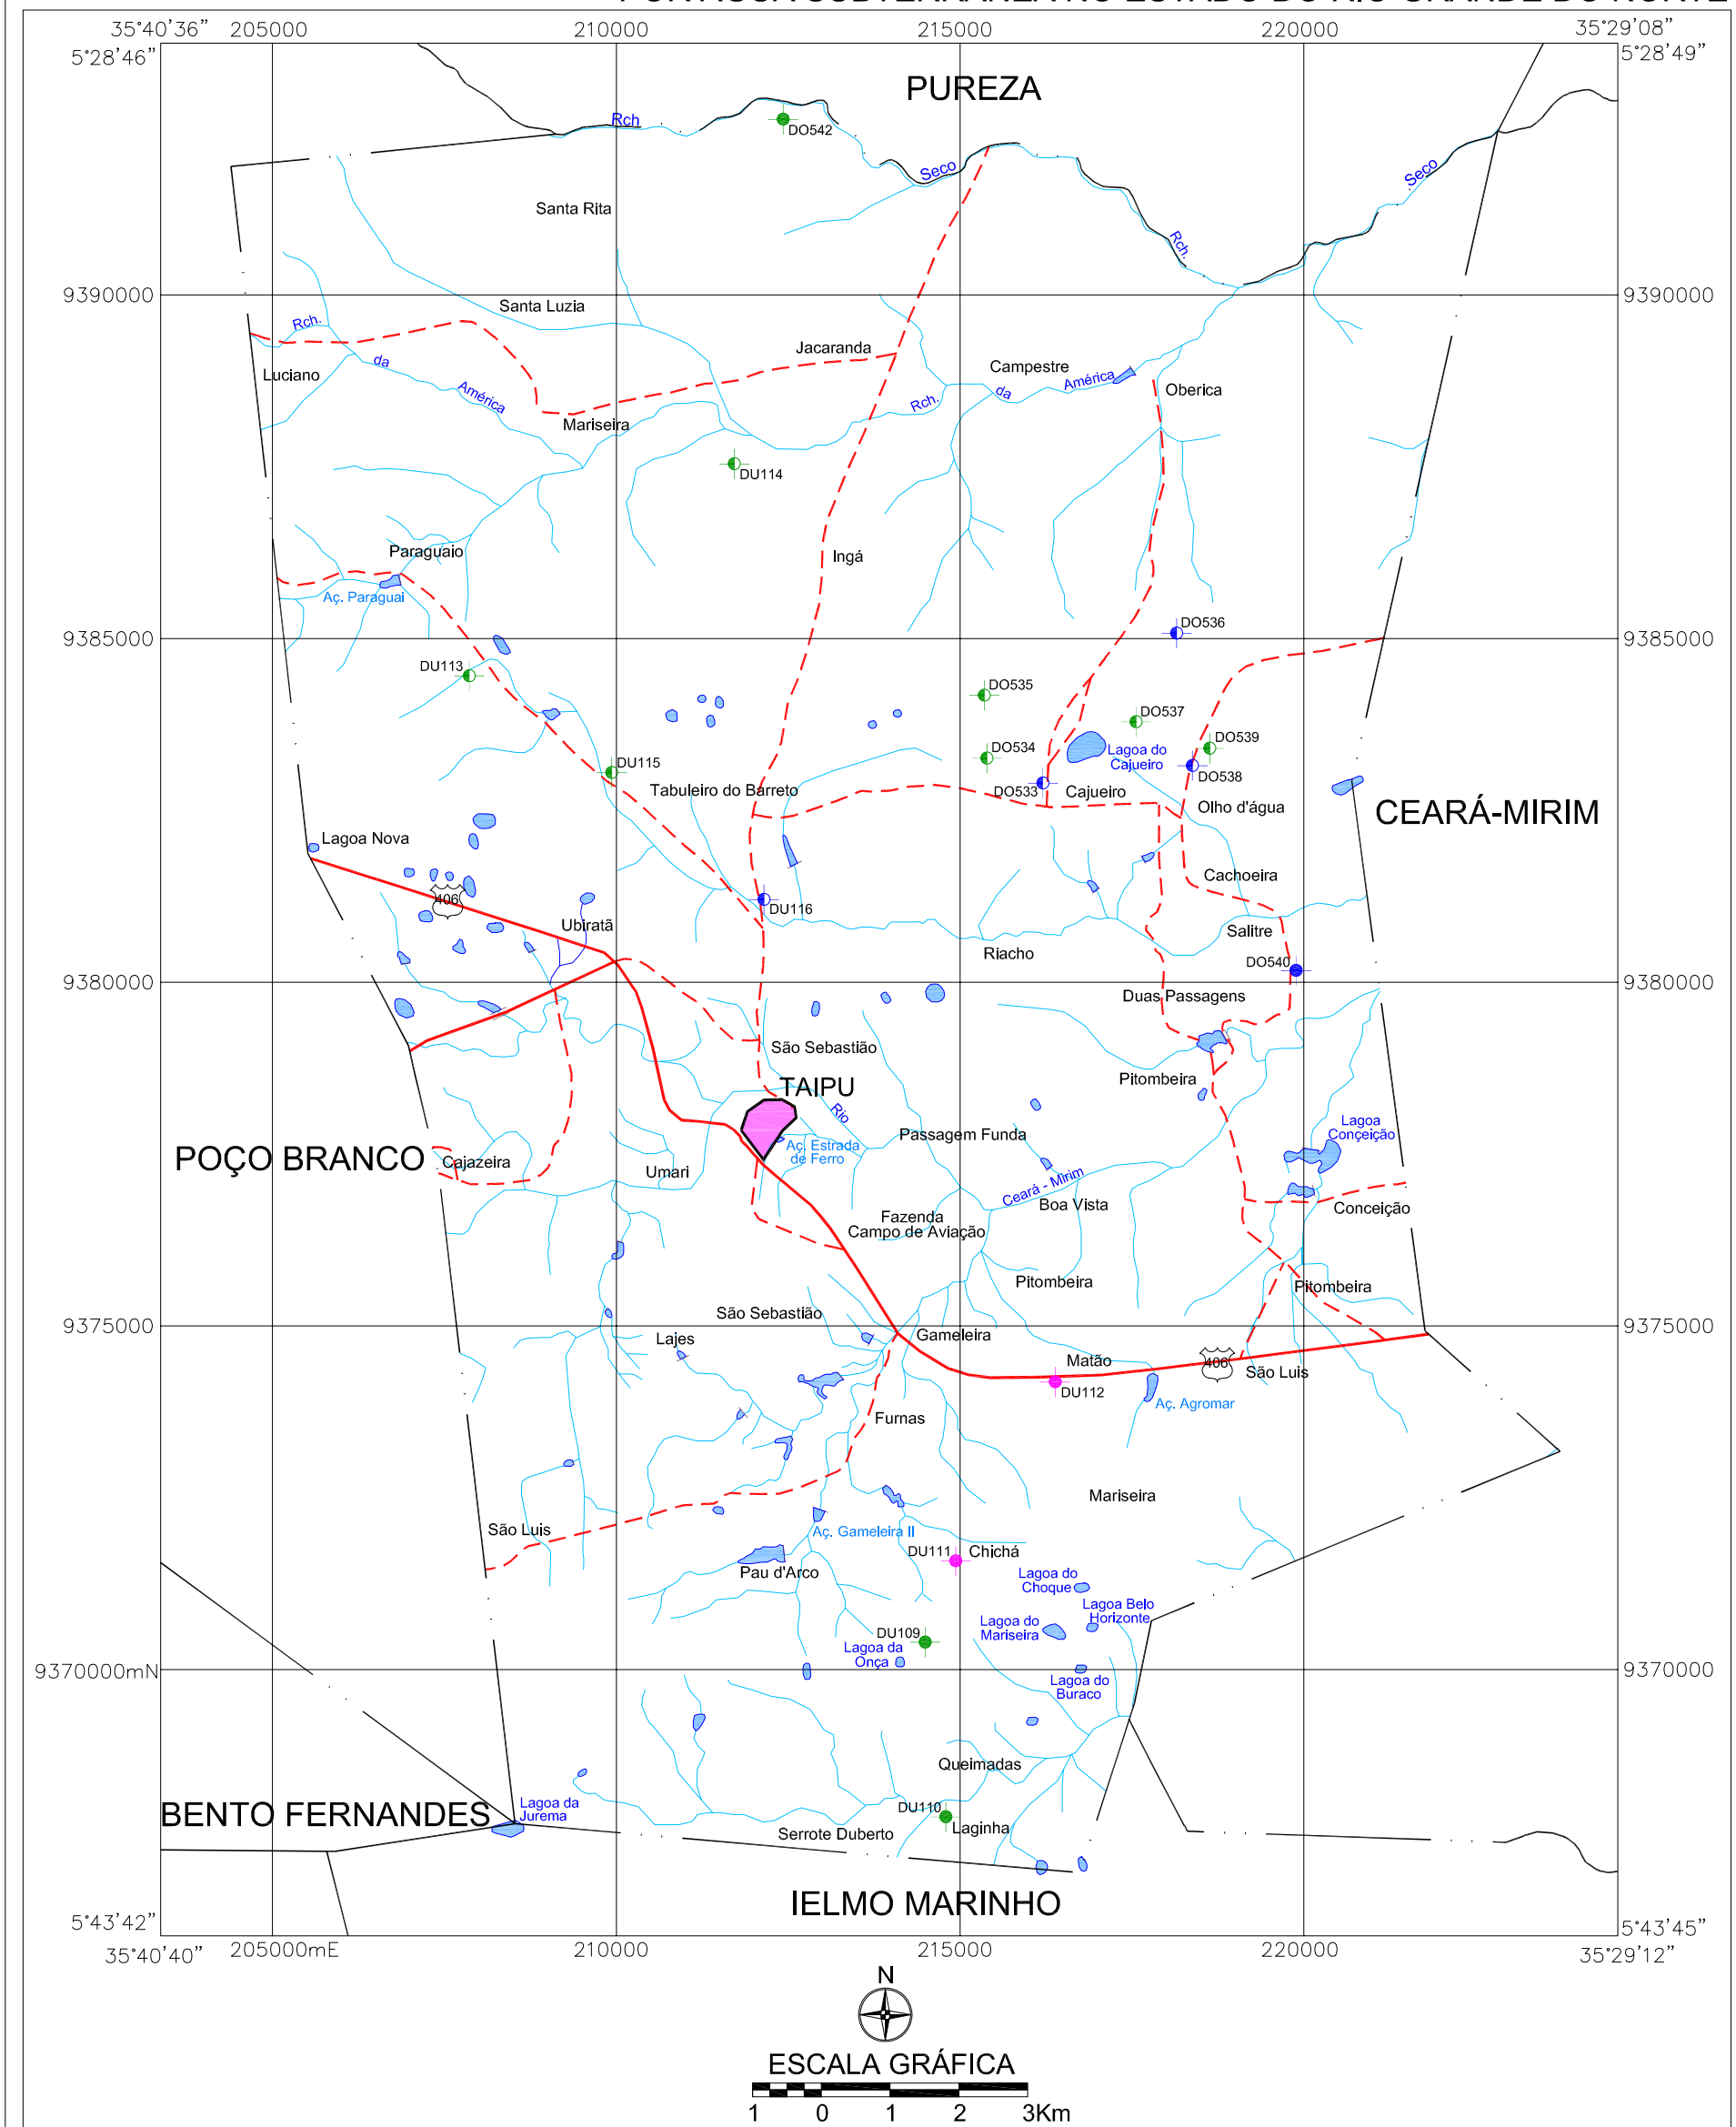 35°40'36" 205000 210000 215000 220000 35°29'08"
5°28'46" 5°28'49"
PUREZA
Rch
DO542
Seco
Seco
Santa Rita
Rch.
9390000 9390000
Santa Luzia
Rch.
Jacaranda
da
Campestre
Luciano
América
da
América
Oberica
Rch.
Mariseira
DU114
Paraguaio
Ingá
Aç. Paraguai
DO536
9385000 9385000
DU113
DO535
DO537
DO534
DO539
Lagoa do
Cajueiro
DU115
DO538
Tabuleiro do Barreto
DO533
Cajueiro
Olho d'água
CEARÁ-MIRIM
Lagoa Nova
Cachoeira
406
DU116
Ubiratã
Salitre
Riacho
DO540
9380000 9380000
Duas Passagens
São Sebastião
Pitombeira
TAIPU
Rio
Lagoa
Conçeição
Passagem Funda
Aç. Estrada
de Ferro
POÇO BRANCO
Cajazeira
Umari
Ceará - Mirim
Boa Vista
Conceição
Fazenda
Campo de Aviação
Pitombeira
Pitombeira
São Sebastião
9375000 9375000
Lajes
Gameleira
Matão
406
São Luis
DU112
Aç. Agromar
Furnas
Mariseira
São Luis
Aç. Gameleira II
DU111
Chichá
Pau d'Arco
Lagoa do
Choque
Lagoa Belo
Horizonte
Lagoa do
Mariseira
DU109
Lagoa da
Onça
9370000mN 9370000
Lagoa do
Buraco
Queimadas
Lagoa da
Jurema
BENTO FERNANDES
DU110
Laginha
Serrote Duberto
IELMO MARINHO
5°43'42" 5°43'45"
35°40'40" 205000mE 210000 215000 220000 35°29'12"
N
ESCALA GRÁFICA
1 0 1 2 3Km